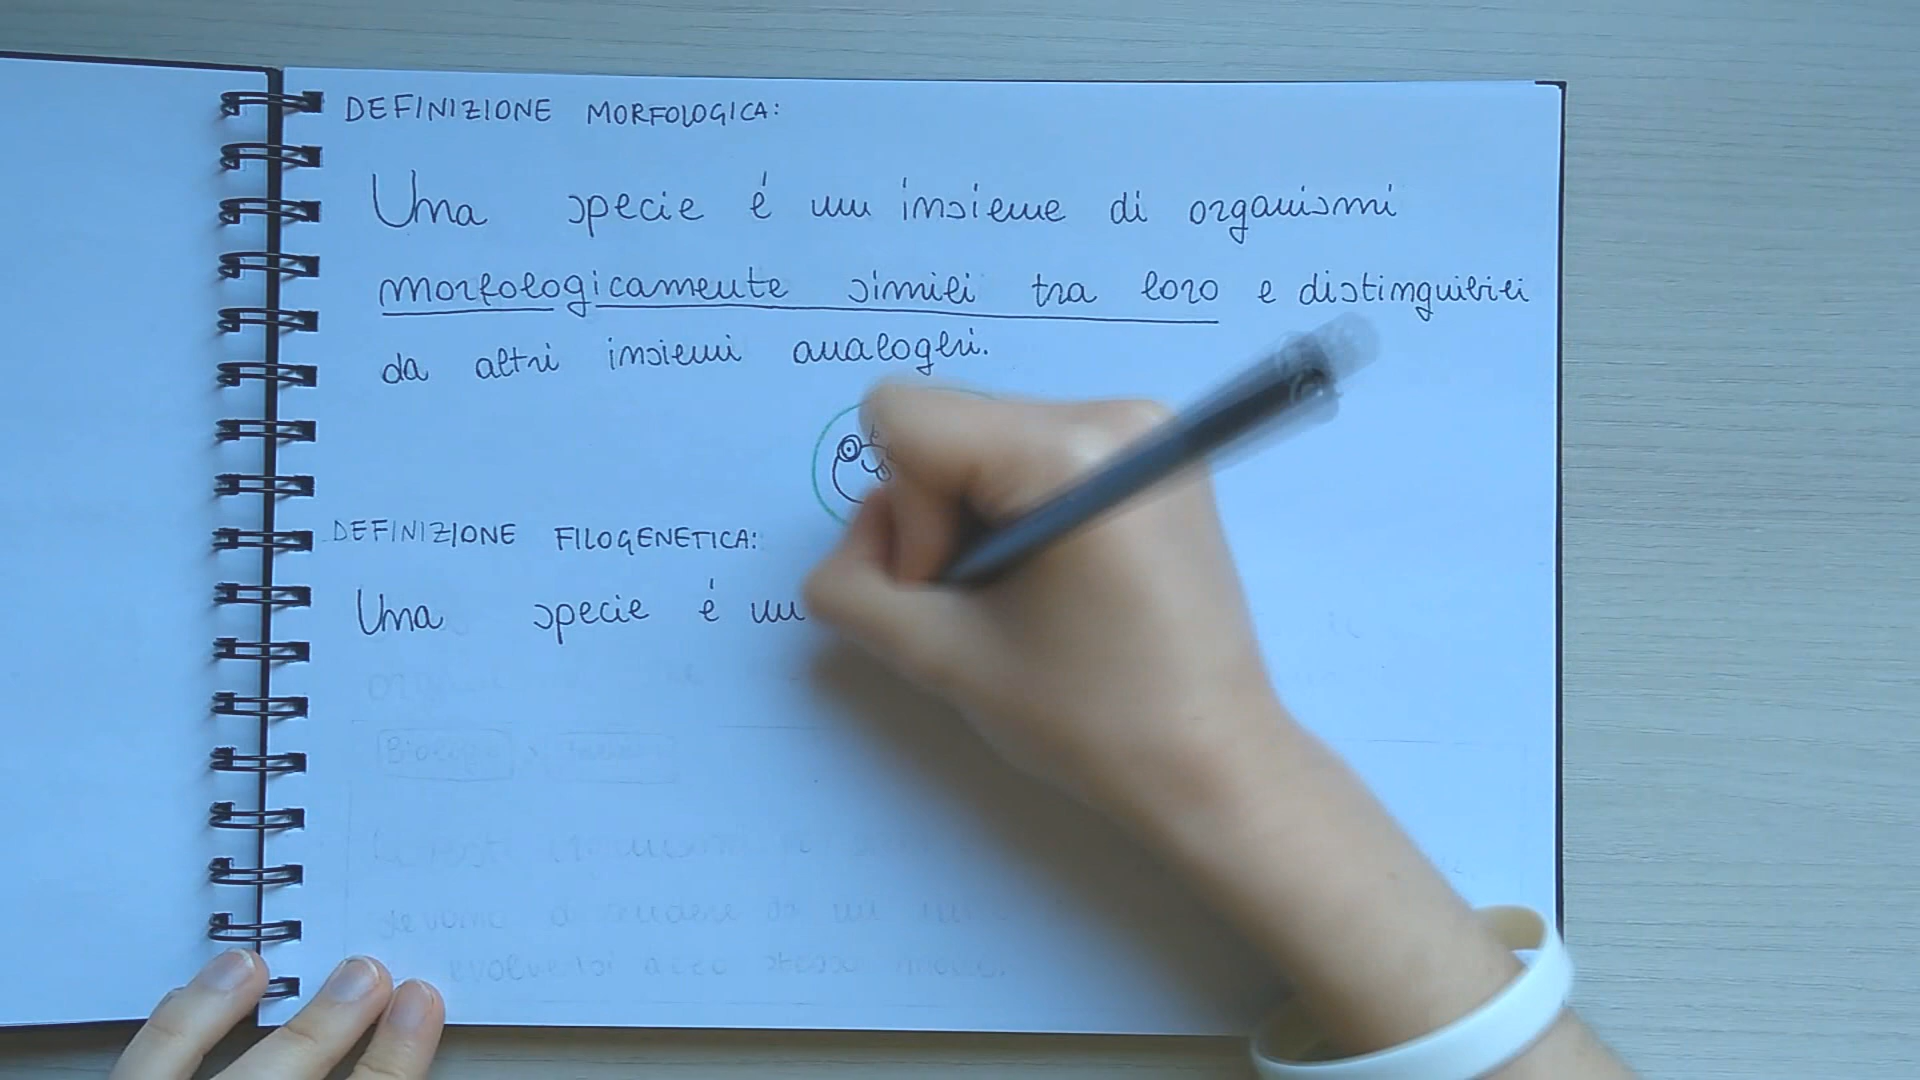 DEFINIZIONE MORFOLOGICA:
Una specie é un insieme di organismi
morfologicamente simili tra loro e distinguibili
da altri insiemi analoghi.
DEFINIZIONE FILOGENETICA:
Una specie é un